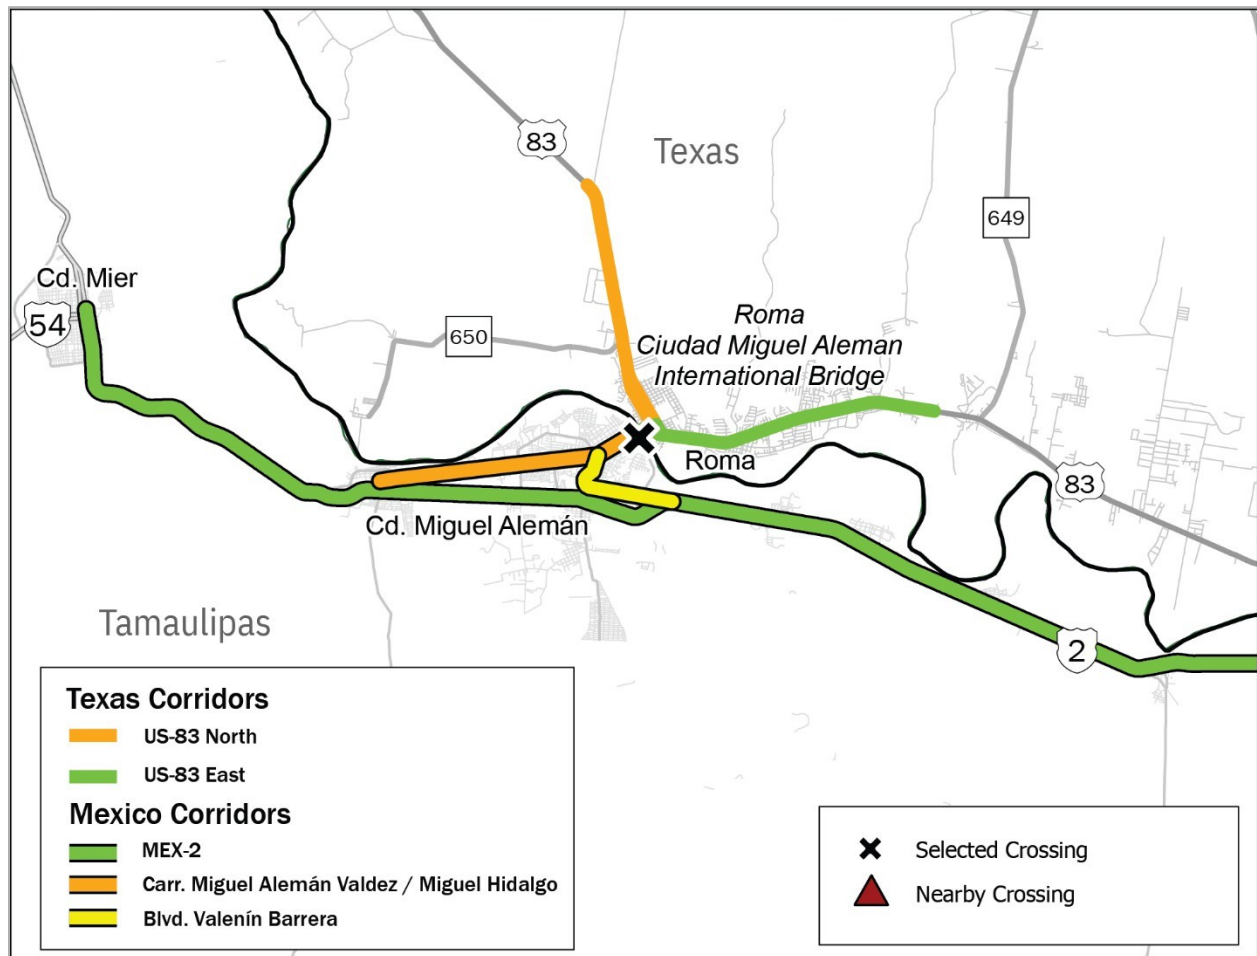 83
Texas
649
Cd. Mier
54
650
Roma
Ciudad Miguel Aleman
International Bridge
Roma
83
Cd. Miguel Alemán
Tamaulipas
2
Texas Corridors
US-83 North
US-83 East
Mexico Corridors
MEX-2
Carr. Miguel Alemán Valdez / Miguel Hidalgo
Blvd. Valenín Barrera
Selected Crossing
Nearby Crossing